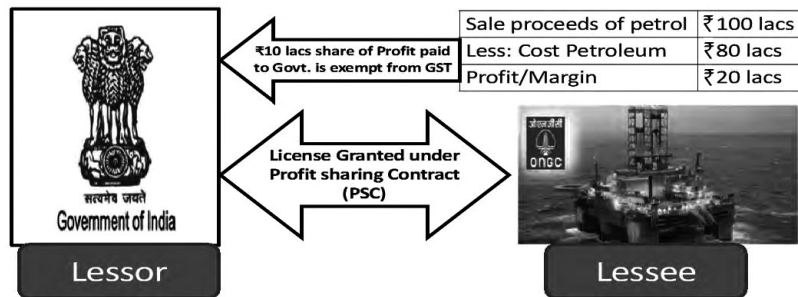 Sale proceeds of petrol ₹100 lacs
Less: Cost Petroleum ₹80 lacs
Profit/Margin ₹20 lacs
₹10 lacs share of Profit paid
to Govt. is exempt from GST
सत्यमेव जयते
Government of India
License Granted under
Profit sharing Contract
(PSC)
ओएनजीसी
ONGC
Lessor
Lessee